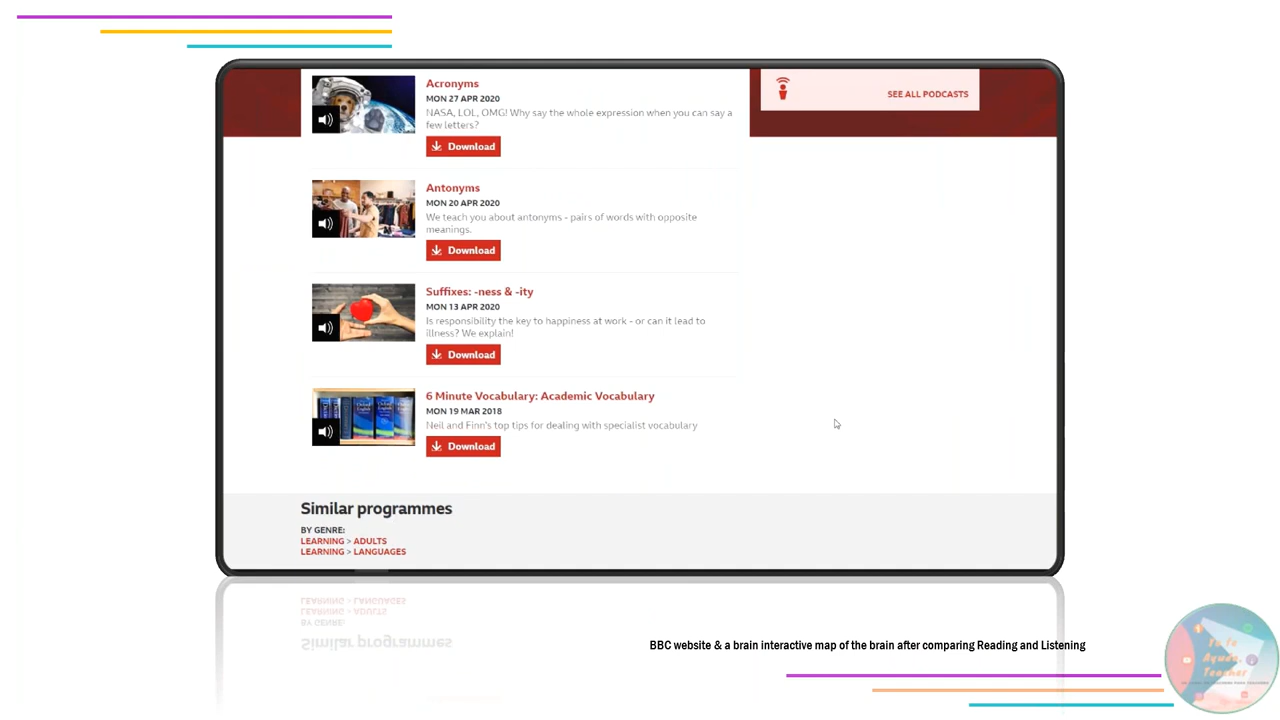 Acronyms
MON 27 APR 2020
NASA, LOL, OMG! Why say the whole expression when you can say a
few letters?
Download
SEE ALL PODCASTS
Antonyms
MON 20 APR 2020
We teach you about antonyms - pairs of words with opposite
meanings.
Download
Suffixes: -ness & -ity
MON 13 APR 2020
Is responsibility the key to happiness at work - or can it lead to
illness? We explain!
Download
6 Minute Vocabulary: Academic Vocabulary
MON 19 MAR 2018
Neil and Finn's top tips for dealing with specialist vocabulary
Download
Similar programmes
BY GENRE:
LEARNING > ADULTS
LEARNING > LANGUAGES
BBC website & a brain interactive map of the brain after comparing Reading and Listening
Yo Te
Ayudo,
Teacher